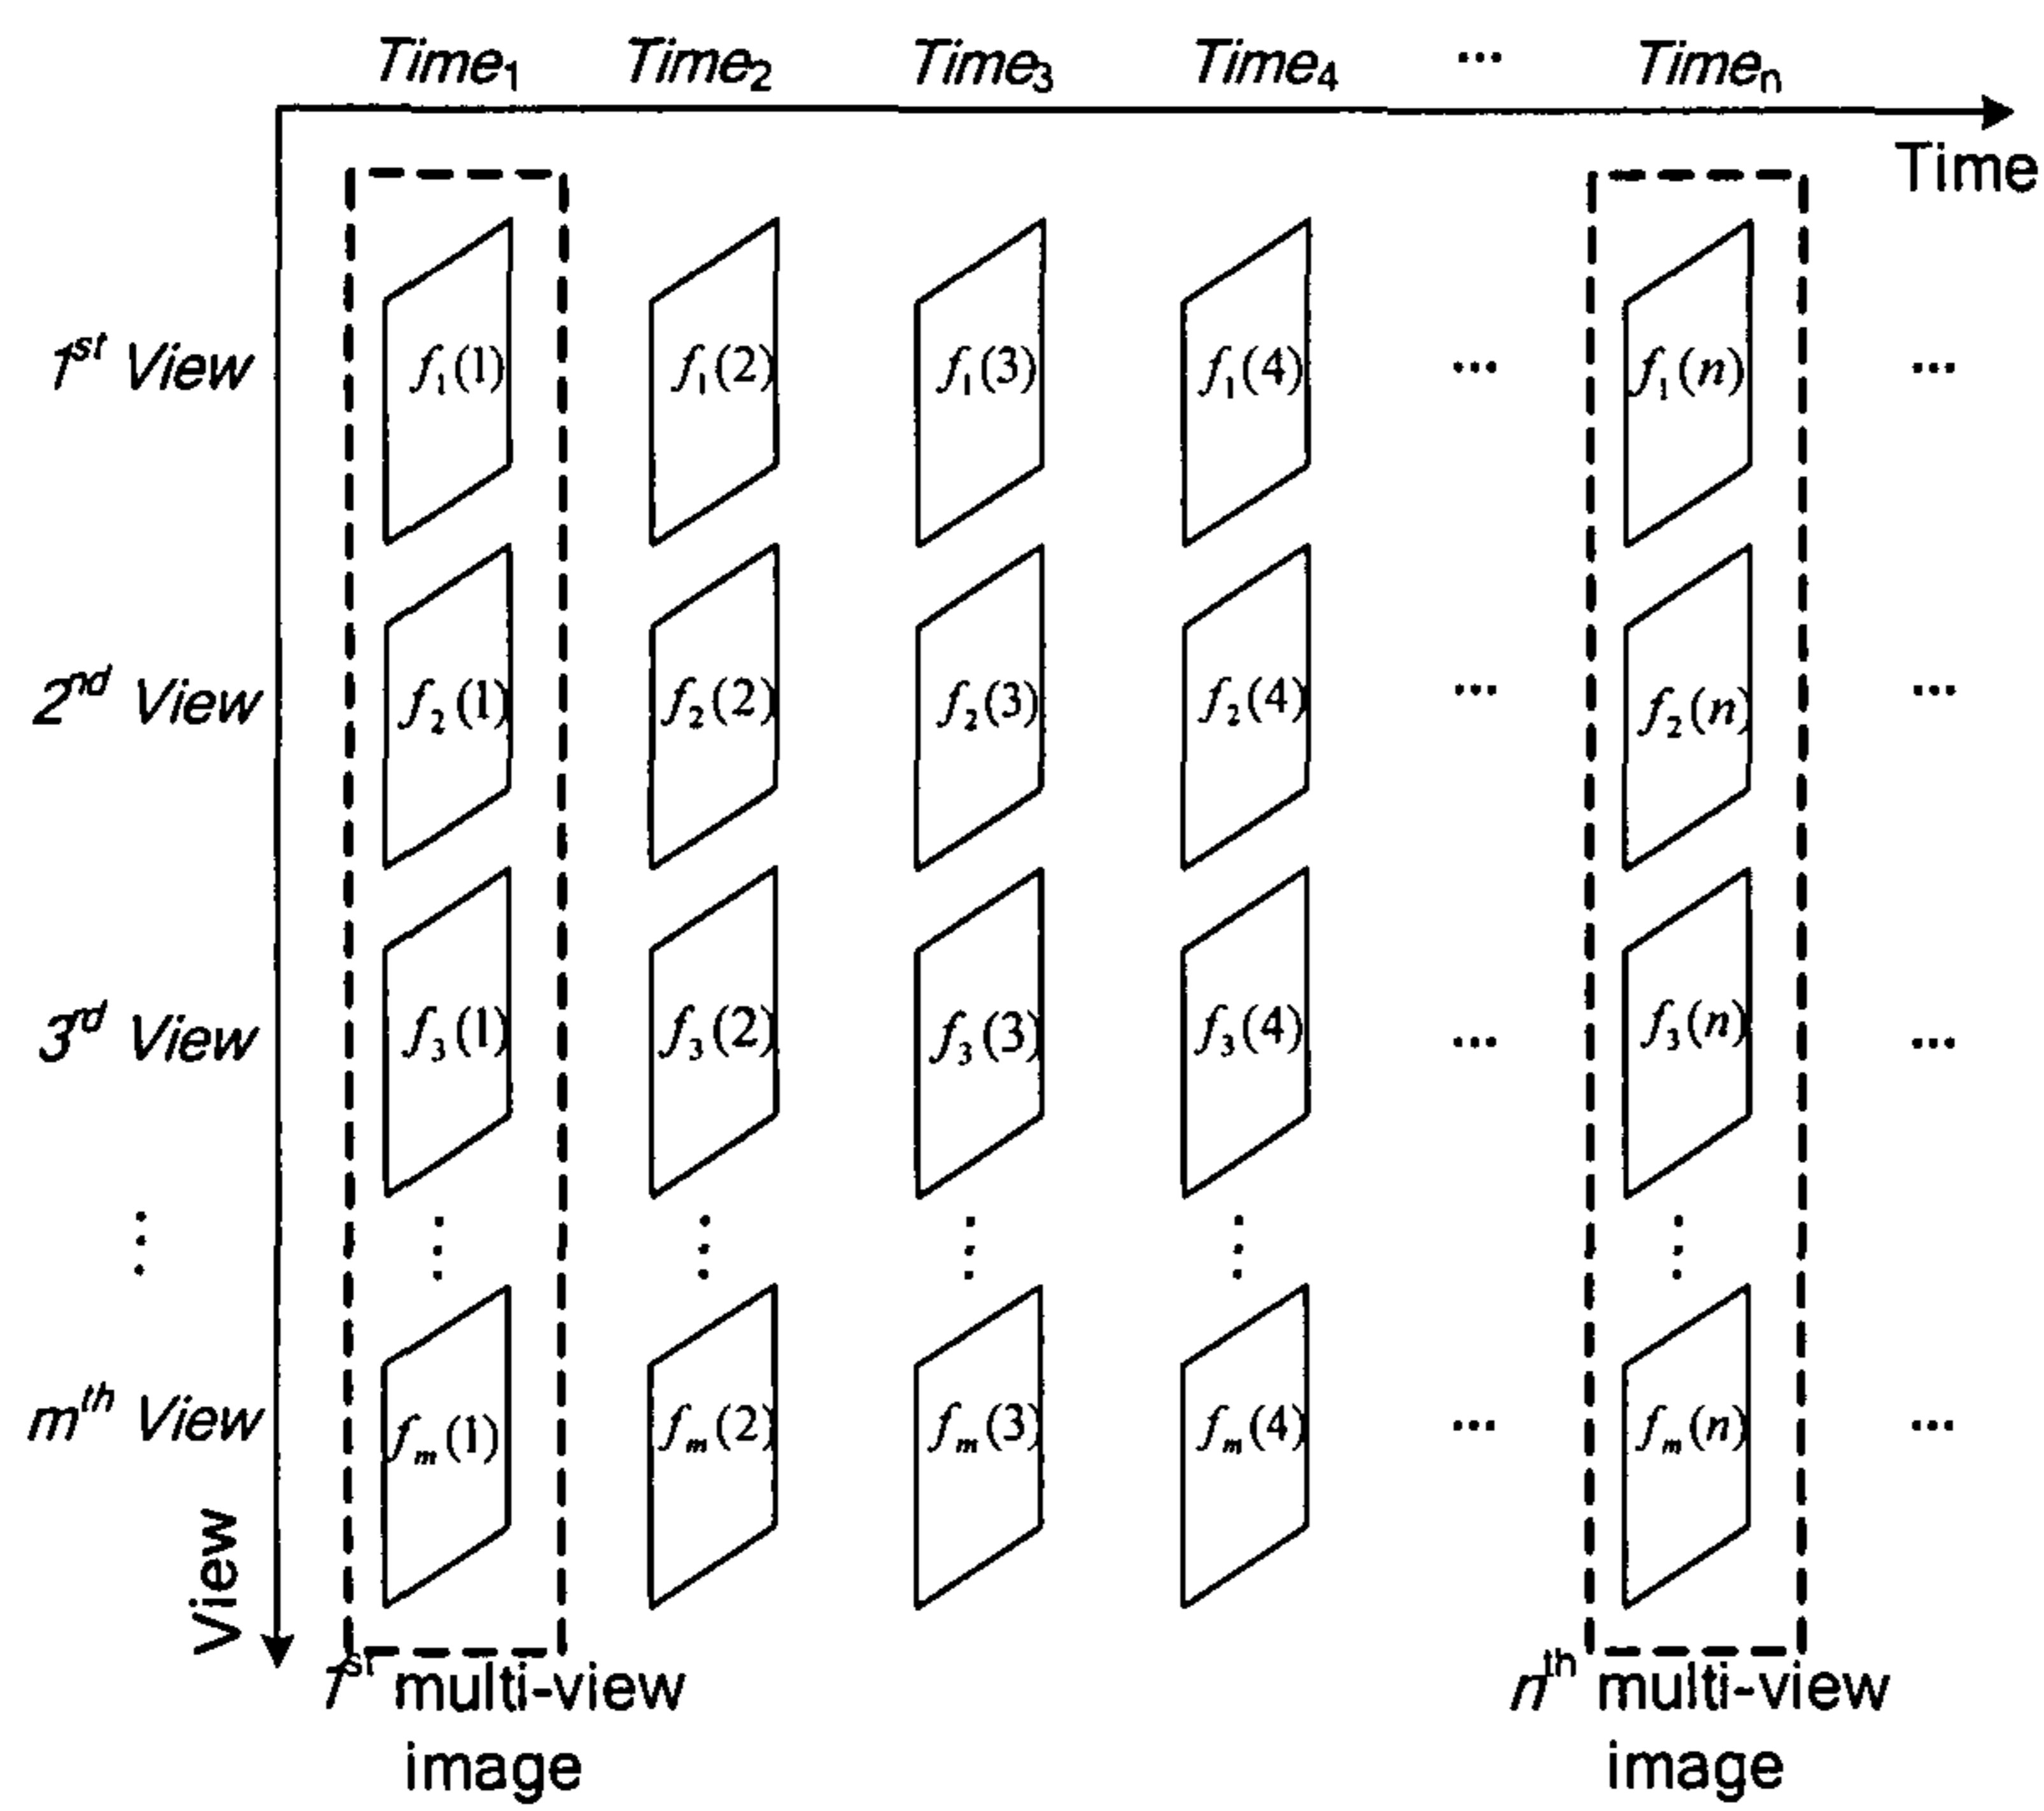 Time₁ Time₂ Time₃ Time₄ ... Timeₙ
Time
1ˢᵗ View f₁(1) f₁(2) f₁(3) f₁(4) ... f₁(n) ...
2ⁿᵈ View f₂(1) f₂(2) f₂(3) f₂(4) ... f₂(n) ...
3ʳᵈ View f₃(1) f₃(2) f₃(3) f₃(4) ... f₃(n) ...
⋮ ⋮ ⋮ ⋮ ⋮ ⋮
mᵗʰ View fₘ(1) fₘ(2) fₘ(3) fₘ(4) ... fₘ(n) ...
View
1ˢᵗ multi-view
image
nᵗʰ multi-view
image